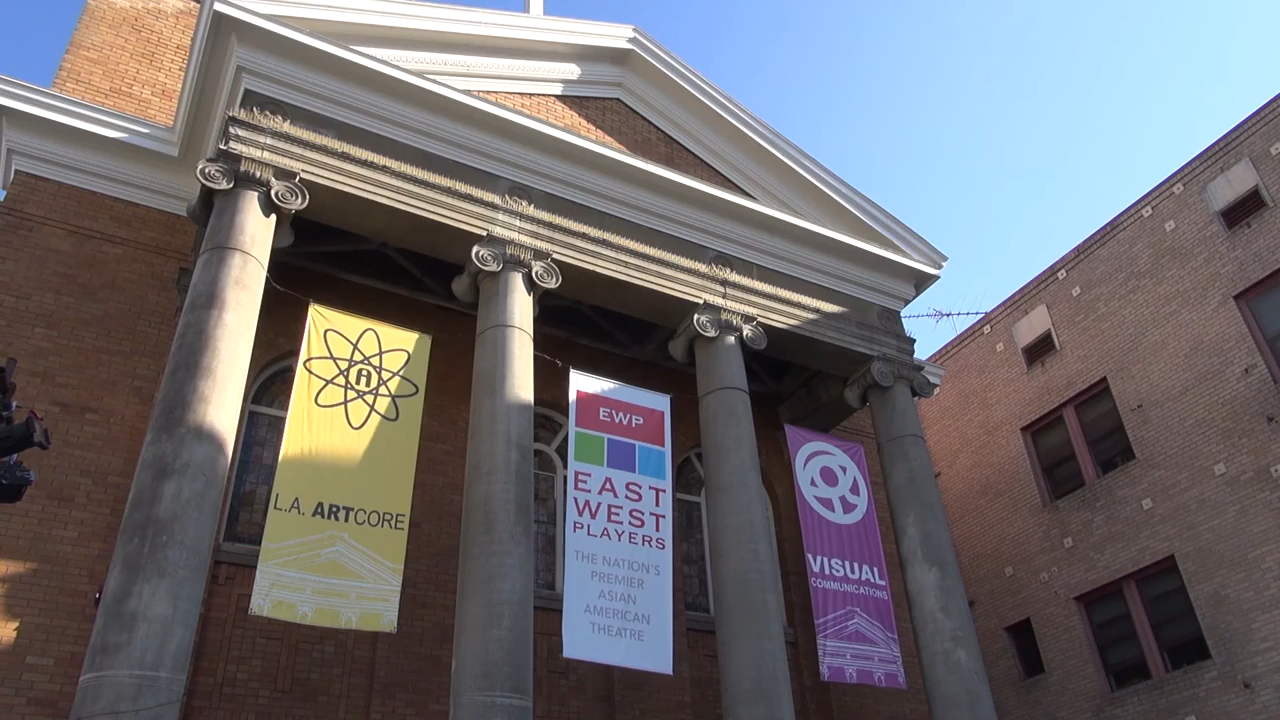 A
L.A. ARTCORE
EWP
EAST
WEST
PLAYERS
THE NATION'S
PREMIER
ASIAN
AMERICAN
THEATRE
VISUAL
COMMUNICATIONS